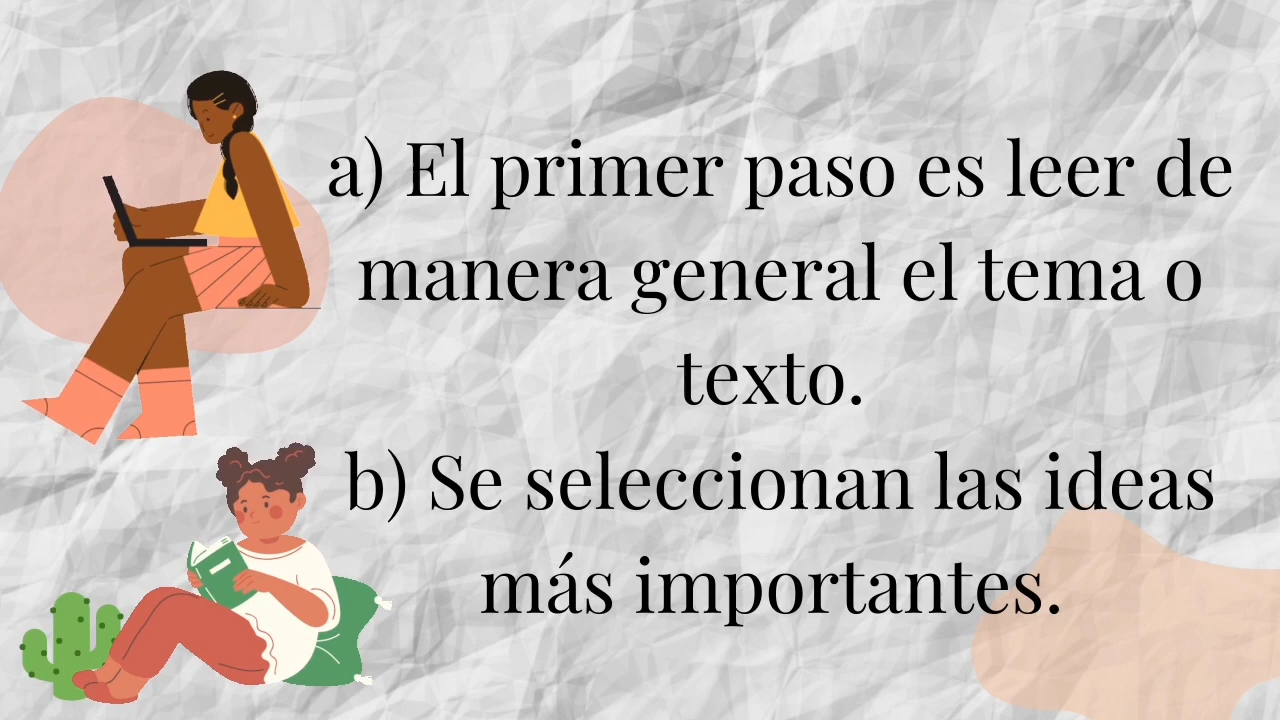 a) El primer paso es leer de
manera general el tema o
texto.
b) Se seleccionan las ideas
más importantes.